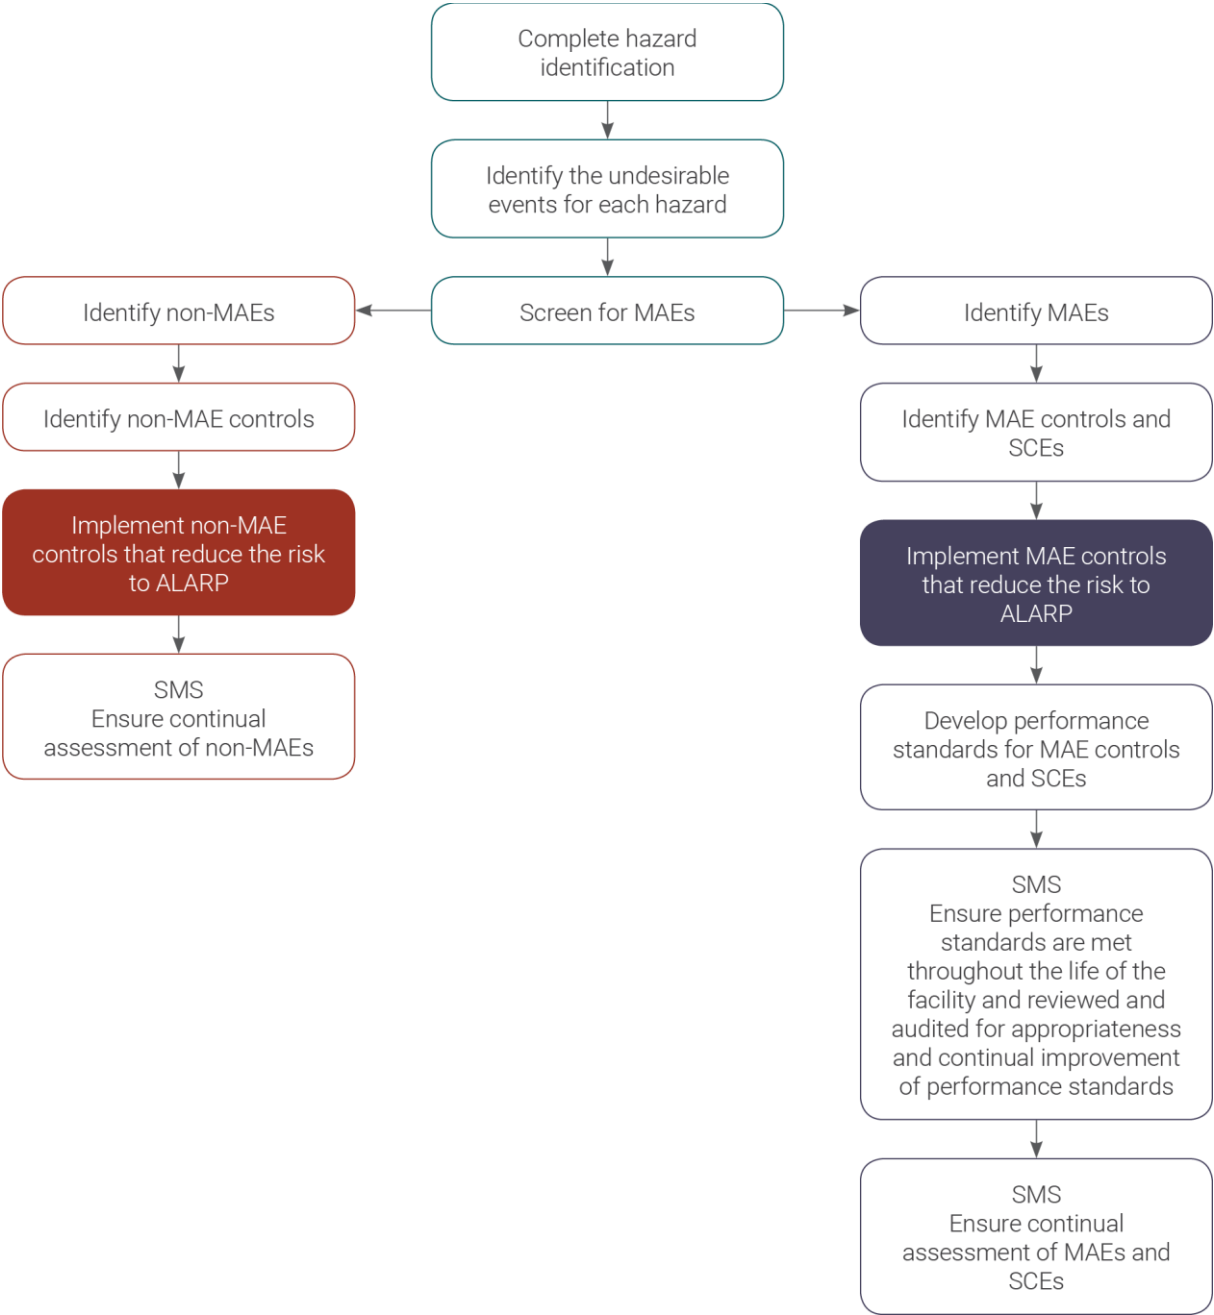 Complete hazard
identification
Identify the undesirable
events for each hazard
Screen for MAEs
Identify non-MAEs
Identify non-MAE controls
Implement non-MAE
controls that reduce the risk
to ALARP
SMS
Ensure continual
assessment of non-MAEs
Identify MAEs
Identify MAE controls and
SCEs
Implement MAE controls
that reduce the risk to
ALARP
Develop performance
standards for MAE controls
and SCEs
SMS
Ensure performance
standards are met
throughout the life of the
facility and reviewed and
audited for appropriateness
and continual improvement
of performance standards
SMS
Ensure continual
assessment of MAEs and
SCEs